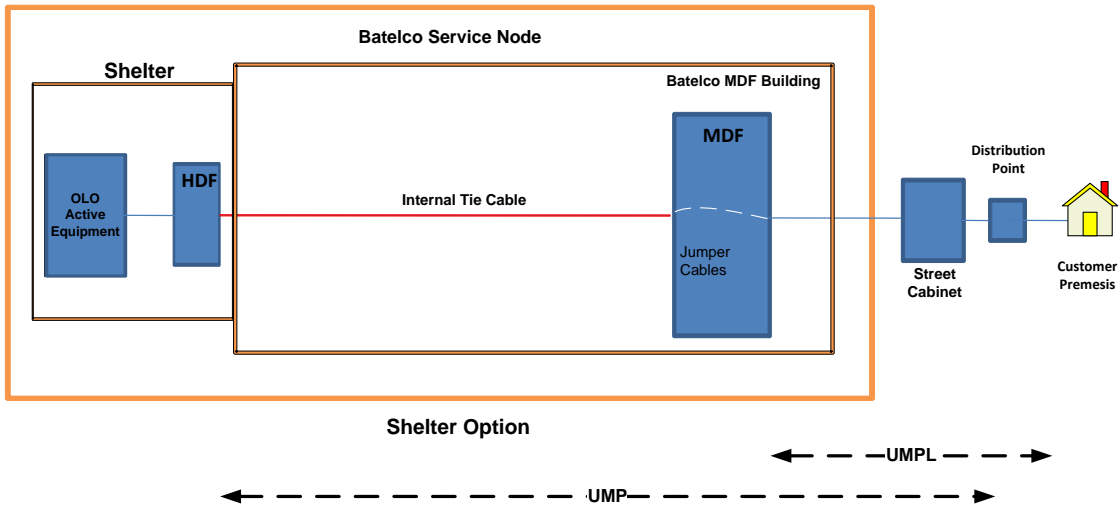 Batelco Service Node
Shelter
Batelco MDF Building
MDF
HDF
OLO
Active
Equipment
Internal Tie Cable
Jumper
Cables
Distribution
Point
Street
Cabinet
Customer
Premesis
Shelter Option
UMPL
UMP